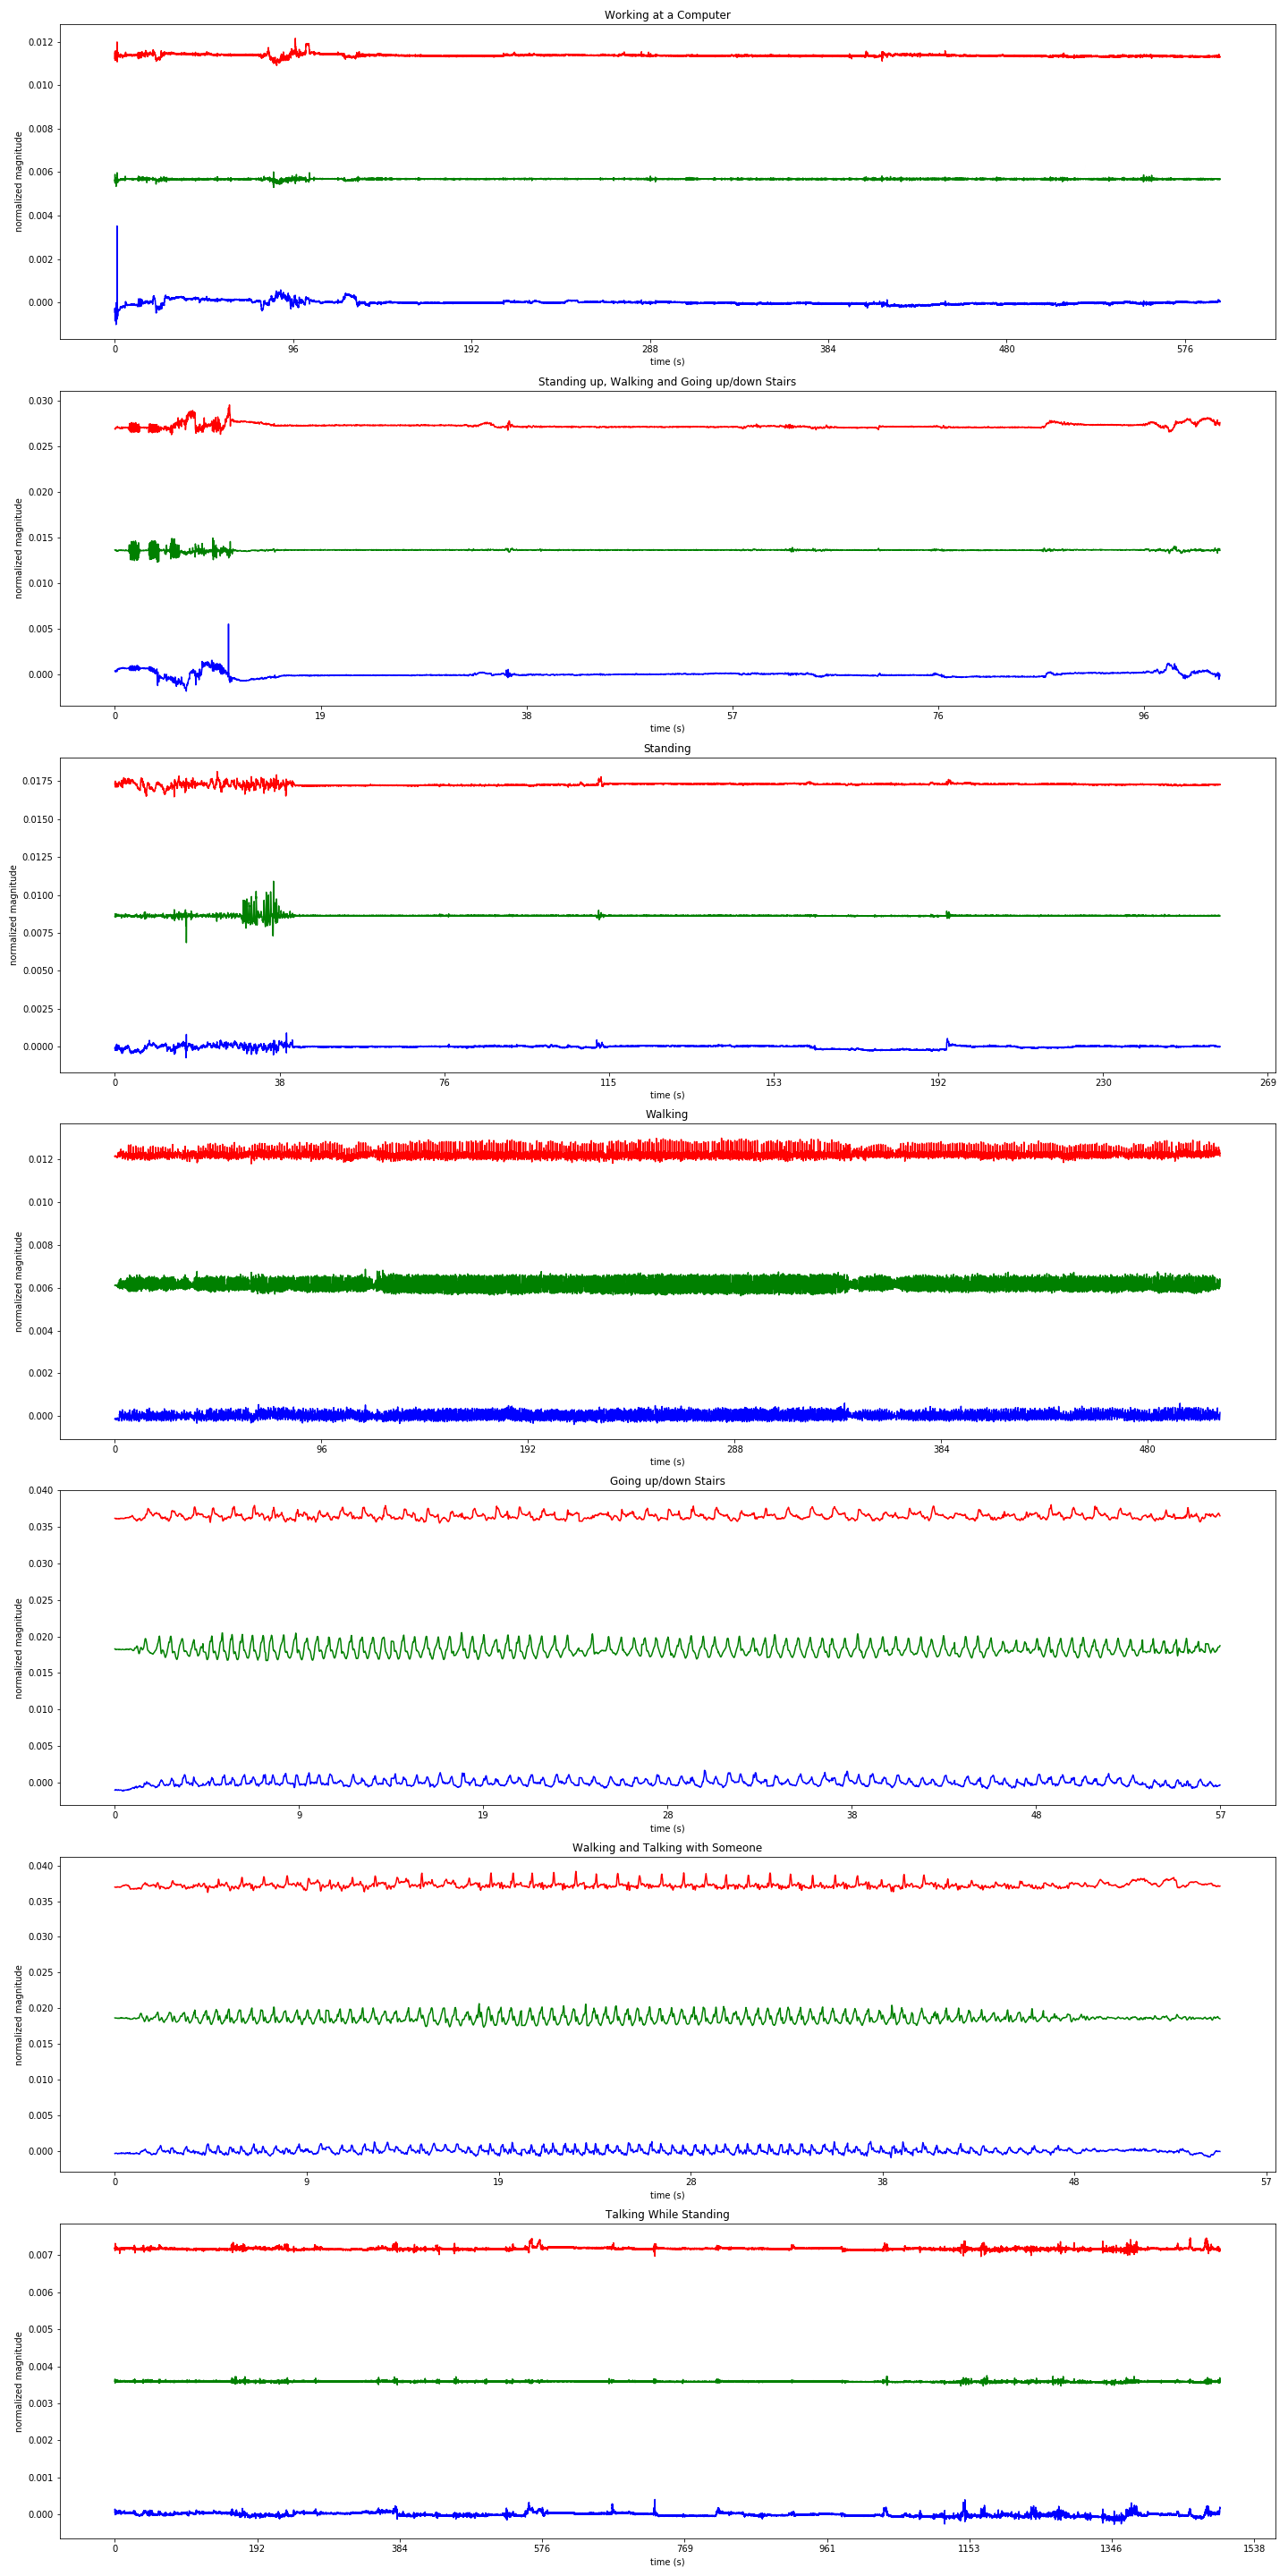 Working at a Computer
0.012
0.010
0.008
0.006
0.004
0.002
0.000
normalized magnitude
0 96 192 288 384 480 576
time (s)
Standing up, Walking and Going up/down Stairs
0.030
0.025
0.020
0.015
0.010
0.005
0.000
normalized magnitude
0 19 38 57 76 96
time (s)
Standing
0.0175
0.0150
0.0125
0.0100
0.0075
0.0050
0.0025
0.0000
normalized magnitude
0 38 76 115 153 192 230 269
time (s)
Walking
0.012
0.010
0.008
0.006
0.004
0.002
0.000
normalized magnitude
0 96 192 288 384 480
time (s)
Going up/down Stairs
0.040
0.035
0.030
0.025
0.020
0.015
0.010
0.005
0.000
normalized magnitude
0 9 19 28 38 48 57
time (s)
Walking and Talking with Someone
0.040
0.035
0.030
0.025
0.020
0.015
0.010
0.005
0.000
normalized magnitude
0 9 19 28 38 48 57
time (s)
Talking While Standing
0.007
0.006
0.005
0.004
0.003
0.002
0.001
0.000
normalized magnitude
0 192 384 576 769 961 1153 1346 1538
time (s)